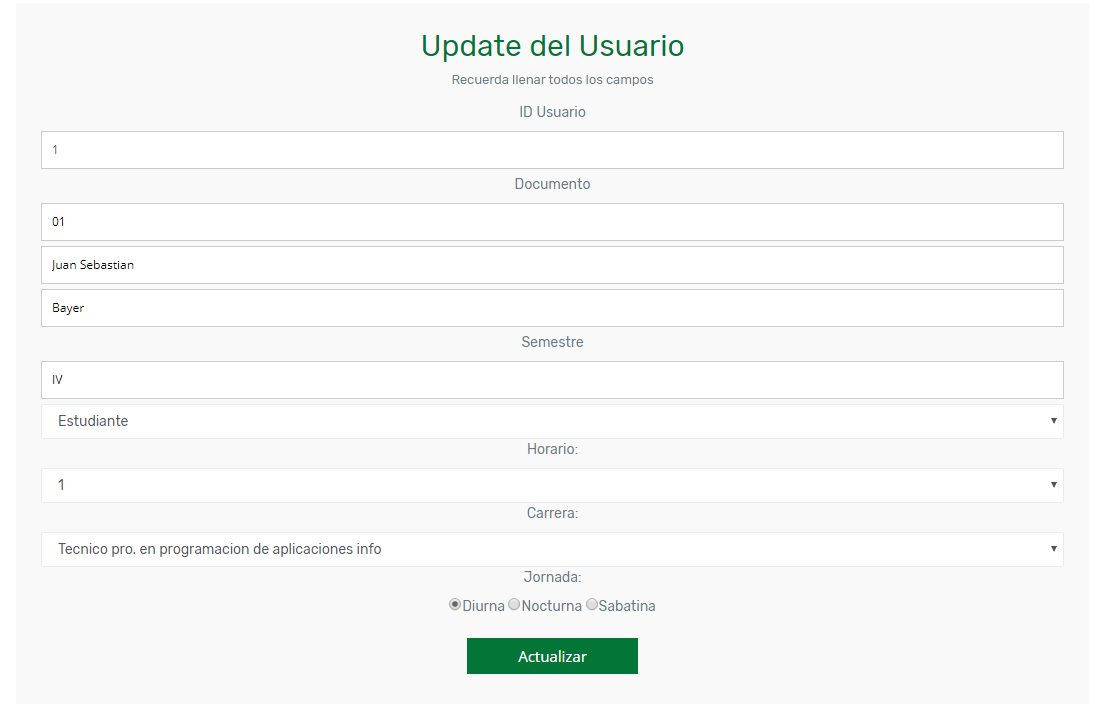 Update del Usuario
Recuerda llenar todos los campos
ID Usuario
1
Documento
01
Juan Sebastian
Bayer
Semestre
IV
Estudiante
Horario:
1
Carrera:
Tecnico pro. en programacion de aplicaciones info
Jornada:
Diurna Nocturna Sabatina
Actualizar